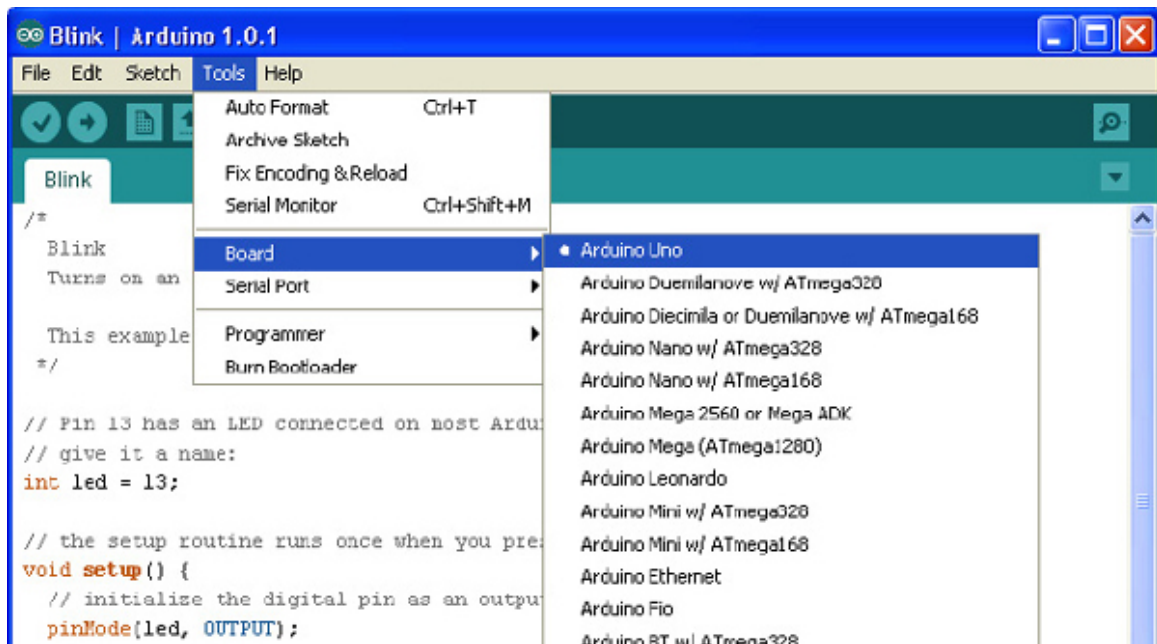 Blink | Arduino 1.0.1
File Edit Sketch Tools Help
Auto Format Ctrl+T
Archive Sketch
Fix Encoding & Reload
Serial Monitor Ctrl+Shift+M
Board
Serial Port
Programmer
Burn Bootloader
Arduino Uno
Arduino Duemilanove w/ ATmega328
Arduino Diecimila or Duemilanove w/ ATmega168
Arduino Nano w/ ATmega328
Arduino Nano w/ ATmega168
Arduino Mega 2560 or Mega ADK
Arduino Mega (ATmega1280)
Arduino Leonardo
Arduino Mini w/ ATmega328
Arduino Mini w/ ATmega168
Arduino Ethernet
Arduino Fio
Arduino BT w/ ATmega328
Blink
/*
Blink
Turns on an
This example
*/
// Pin 13 has an LED connected on most Ardu
// give it a name:
int led = 13;
// the setup routine runs once when you pre
void setup() {
// initialize the digital pin as an outpu
pinMode(led, OUTPUT);